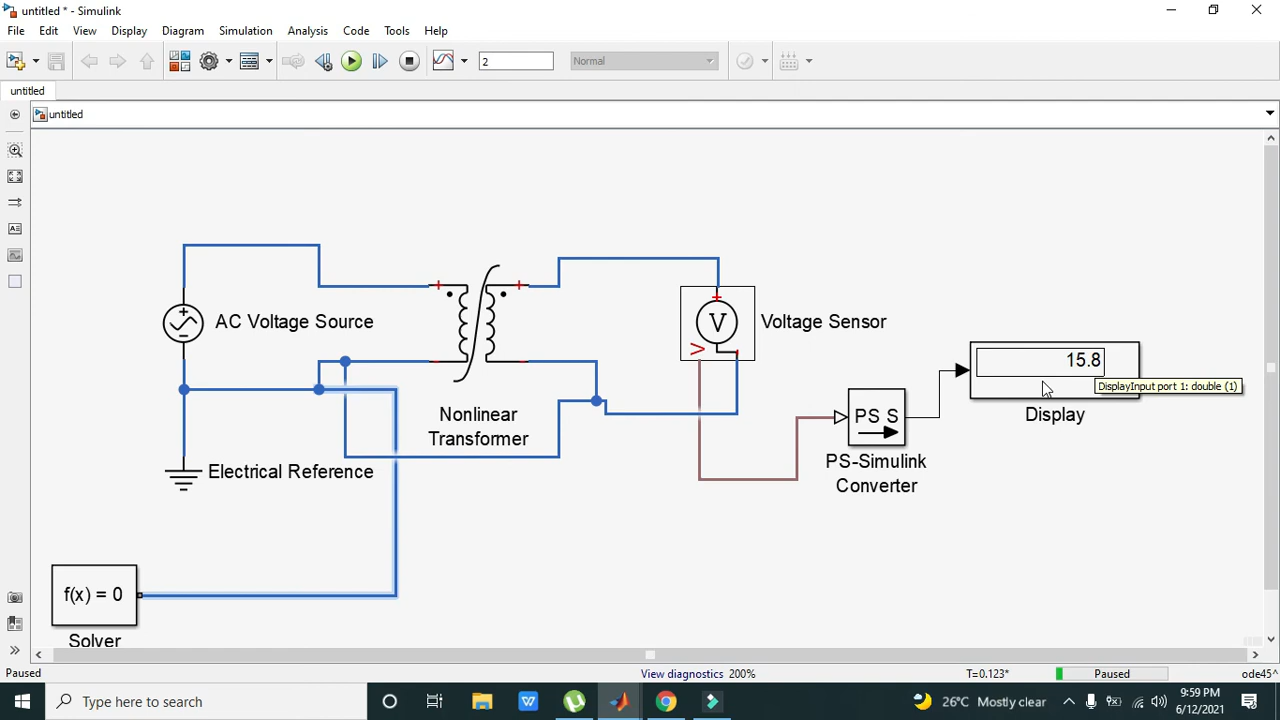 untitled * - Simulink
File Edit View Display Diagram Simulation Analysis Code Tools Help
2
Normal
untitled
untitled
AC Voltage Source
Voltage Sensor
V
V
15.8
DisplayInput port 1: double (1)
Display
Nonlinear
Transformer
PS S
PS-Simulink
Converter
Electrical Reference
f(x) = 0
Solver
Paused
View diagnostics 200%
T=0.123*
Paused
ode45^
Type here to search
26°C Mostly clear
9:59 PM
6/12/2021